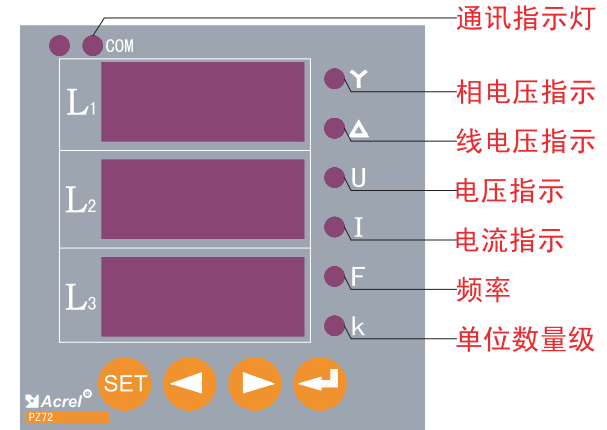 通讯指示灯
COM
L1
Y
相电压指示
Δ
线电压指示
L2
U
电压指示
I
电流指示
L3
F
频率
k
单位数量级
SET
Acrel®
PZ72